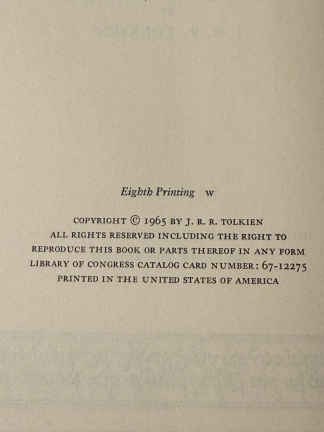 Eighth Printing W
COPYRIGHT © 1965 BY J. R. R. TOLKIEN
ALL RIGHTS RESERVED INCLUDING THE RIGHT TO
REPRODUCE THIS BOOK OR PARTS THEREOF IN ANY FORM
LIBRARY OF CONGRESS CATALOG CARD NUMBER: 67-12275
PRINTED IN THE UNITED STATES OF AMERICA